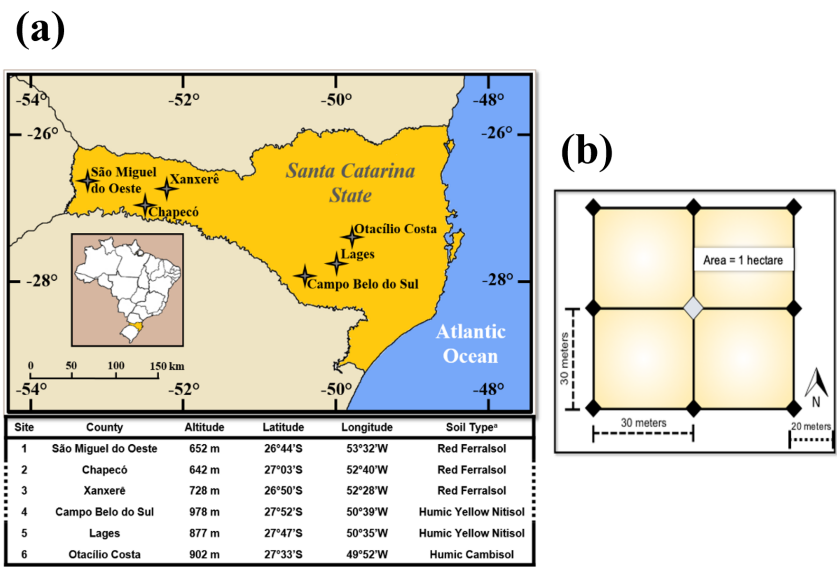 (a)
-54°
-52°
-50°
-48°
-26°
-26°
São Miguel
do Oeste
Xanxerê
Chapecó
Santa Catarina
State
Otacílio Costa
Lages
Campo Belo do Sul
-28°
-28°
Atlantic
Ocean
0 50 100 150 km
-54°
-52°
-50°
-48°
Site County Altitude Latitude Longitude Soil Typeᵃ
1 São Miguel do Oeste 652 m 26°44'S 53°32'W Red Ferralsol
2 Chapecó 642 m 27°03'S 52°40'W Red Ferralsol
3 Xanxerê 728 m 26°50'S 52°28'W Red Ferralsol
4 Campo Belo do Sul 978 m 27°52'S 50°39'W Humic Yellow Nitisol
5 Lages 877 m 27°47'S 50°35'W Humic Yellow Nitisol
6 Otacílio Costa 902 m 27°33'S 49°52'W Humic Cambisol
(b)
Area = 1 hectare
30 meters
30 meters
N
20 meters